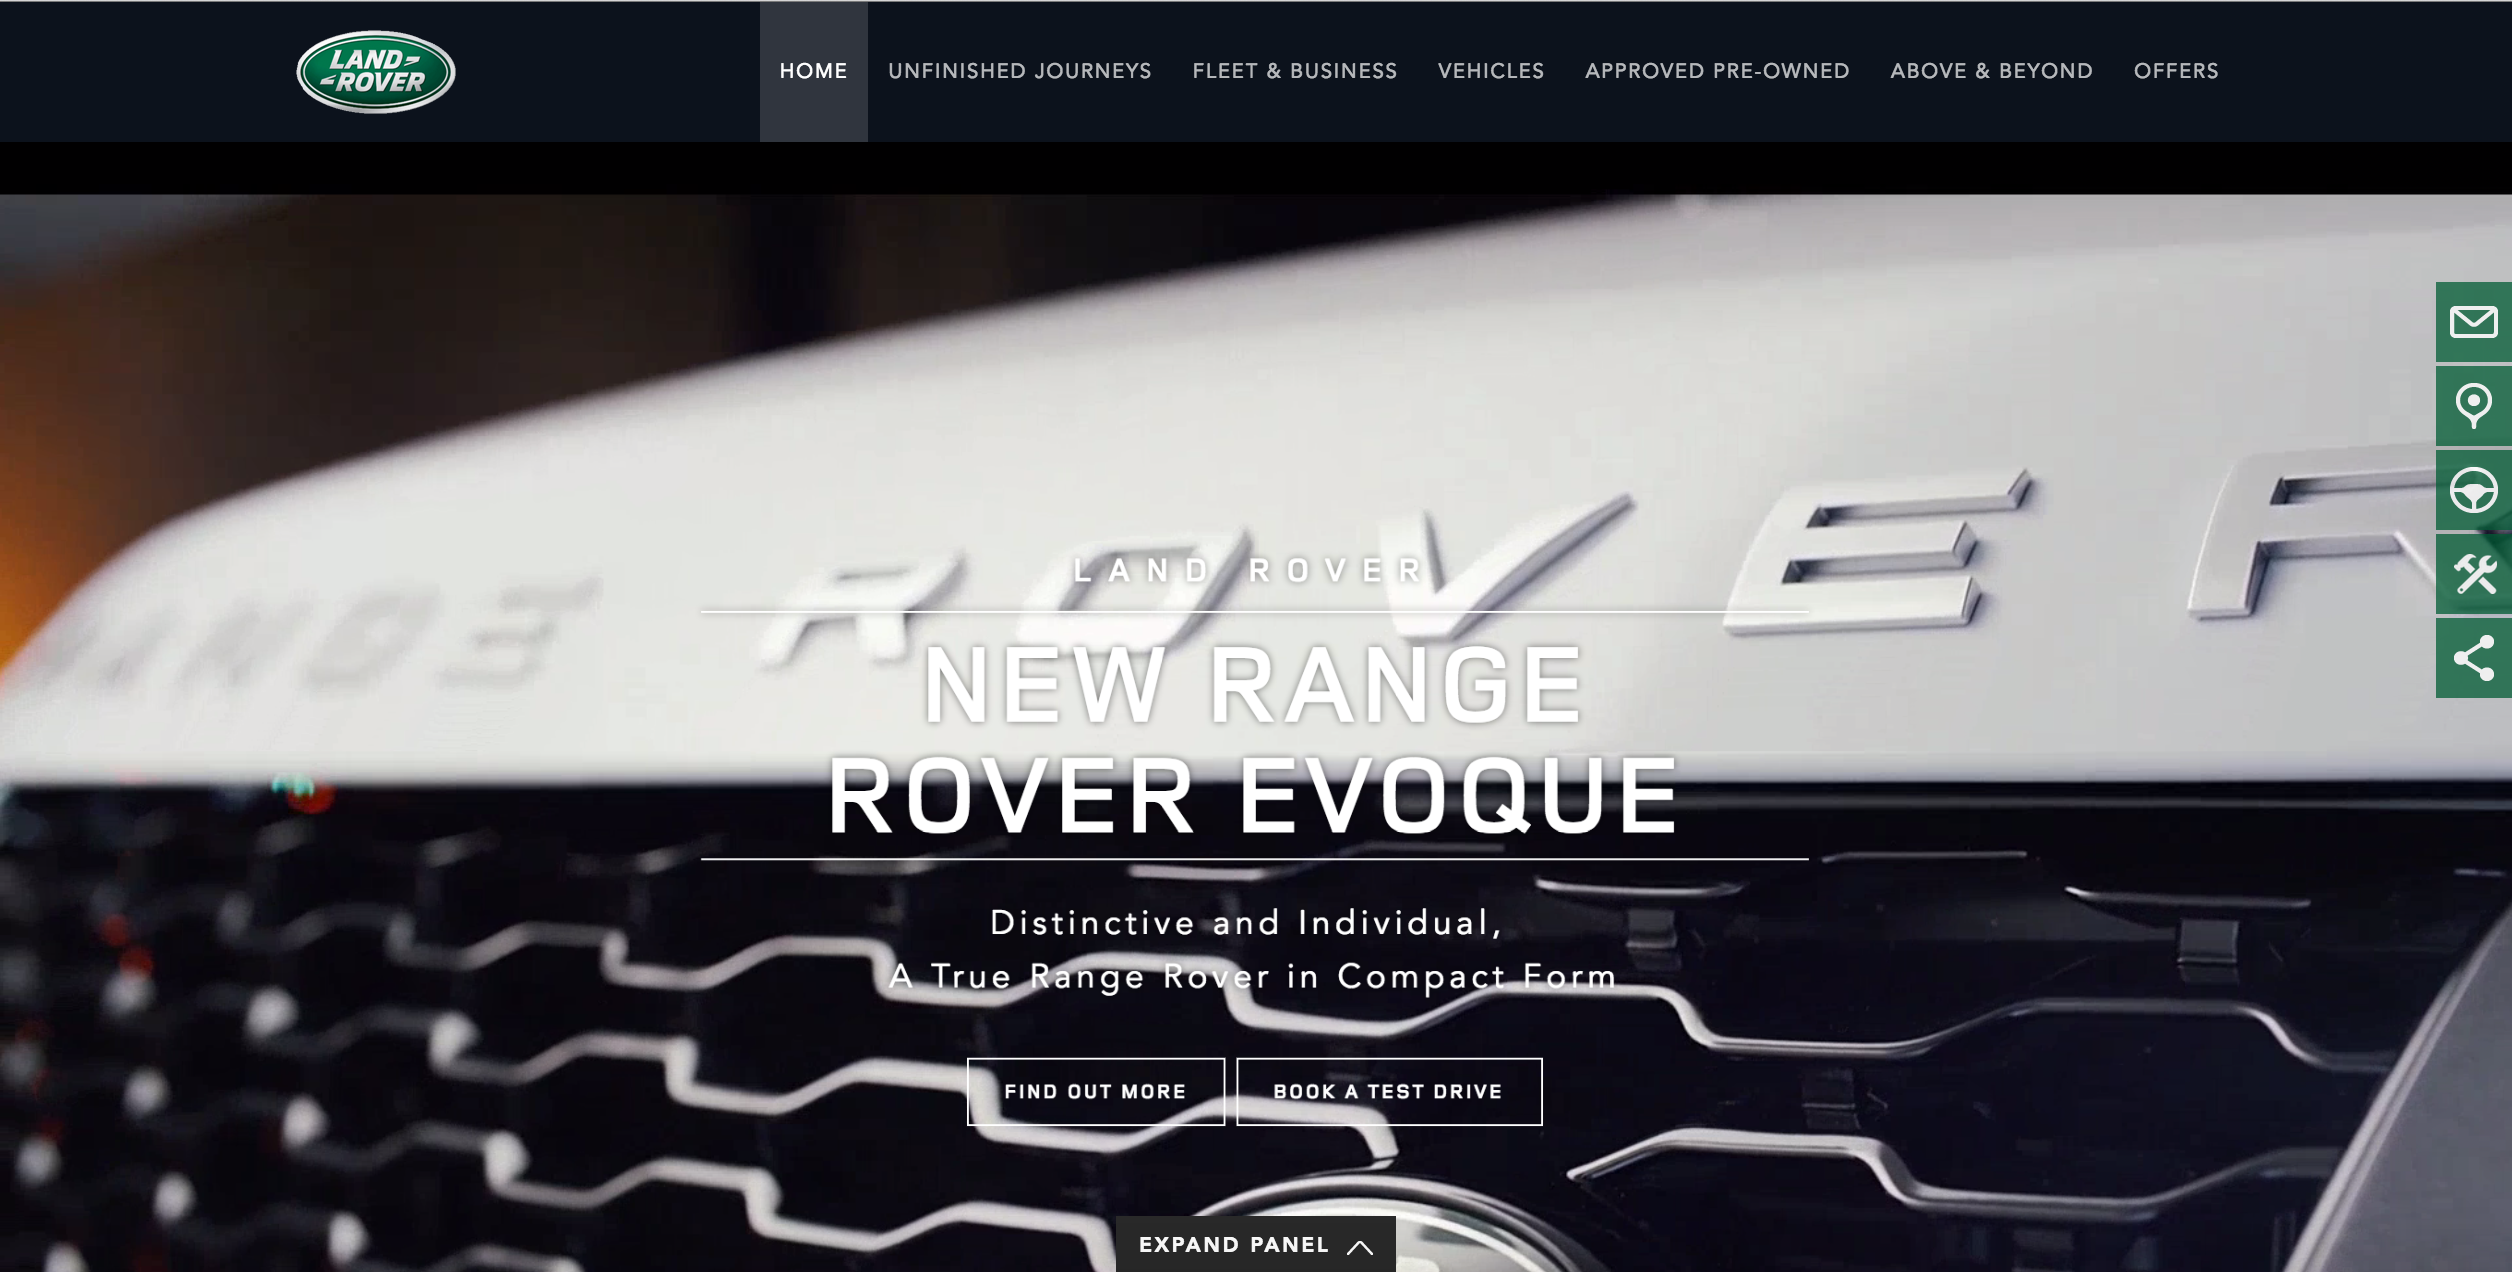 LAND
ROVER
HOME
UNFINISHED JOURNEYS
FLEET & BUSINESS
VEHICLES
APPROVED PRE-OWNED
ABOVE & BEYOND
OFFERS
ROVER
LAND ROVER
NEW RANGE
ROVER EVOQUE
Distinctive and Individual,
A True Range Rover in Compact Form
FIND OUT MORE
BOOK A TEST DRIVE
EXPAND PANEL